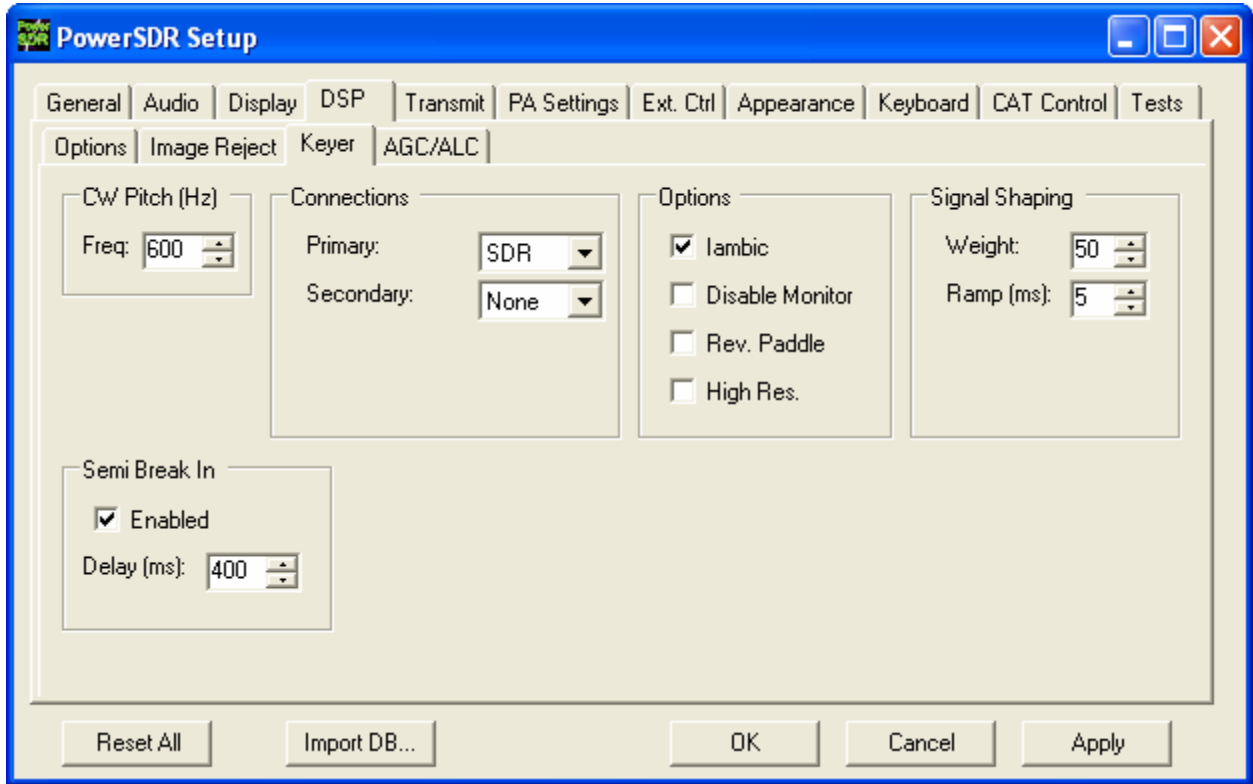 Power SDR PowerSDR Setup
General Audio Display DSP Transmit PA Settings Ext. Ctrl Appearance Keyboard CAT Control Tests
Options Image Reject Keyer AGC/ALC
CW Pitch (Hz)
Freq: 600
Connections
Primary: SDR
Secondary: None
Options
Iambic
Disable Monitor
Rev. Paddle
High Res.
Signal Shaping
Weight: 50
Ramp (ms): 5
Semi Break In
Enabled
Delay (ms): 400
Reset All Import DB... OK Cancel Apply